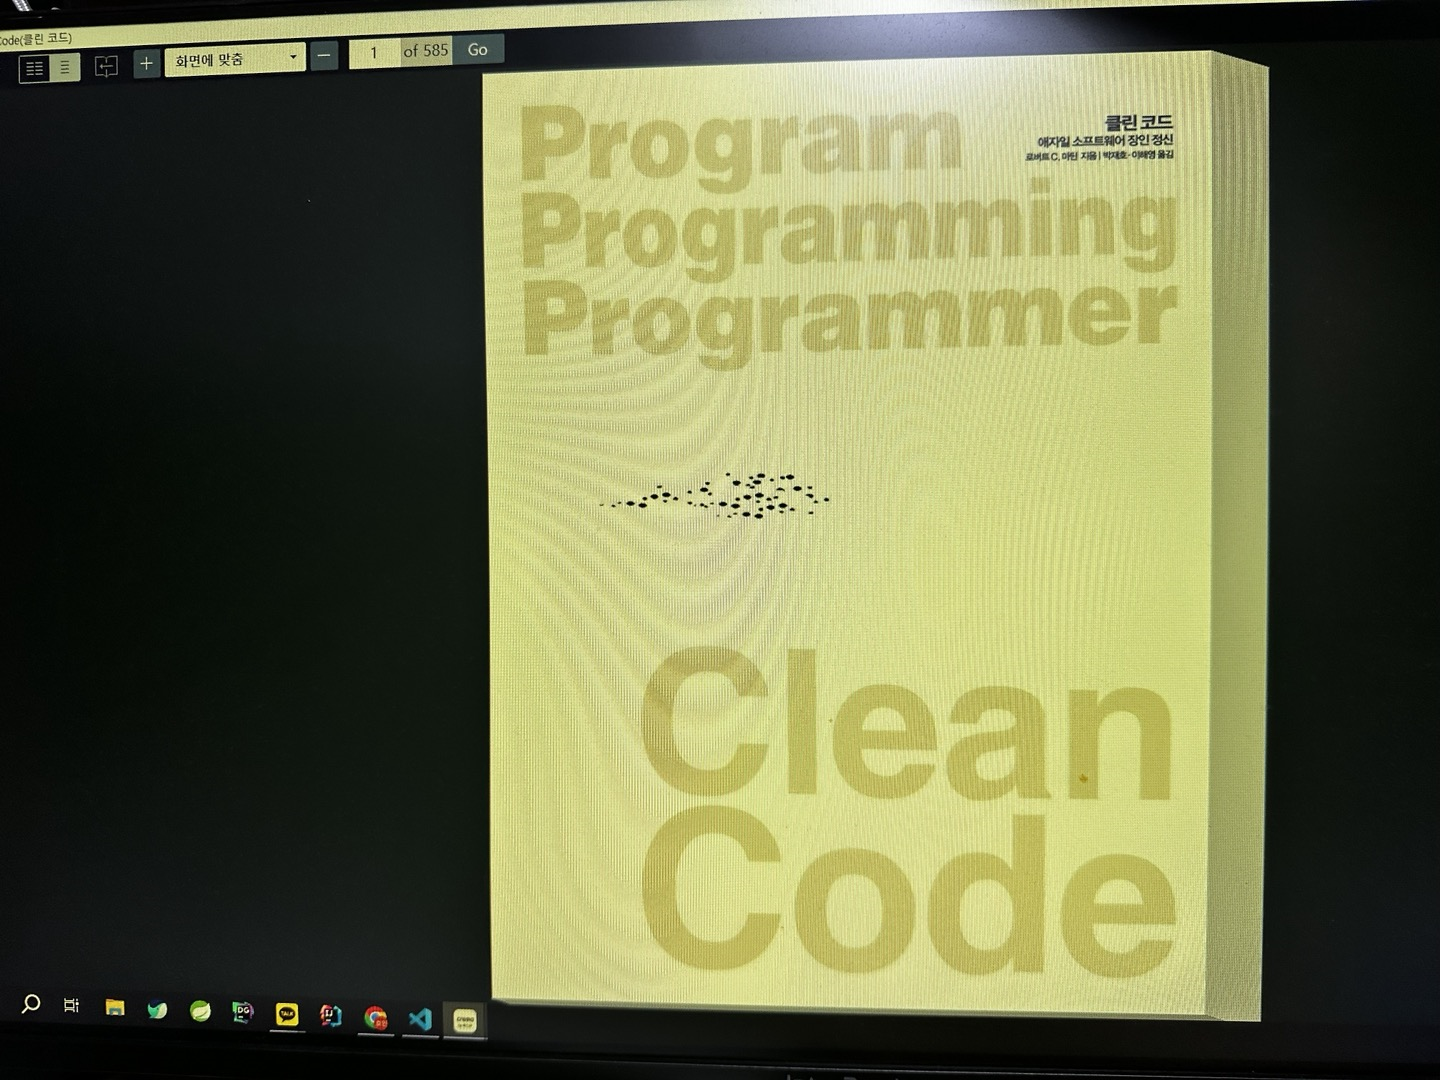 Code(클린 코드)
화면에 맞춤
1 of 585 Go
Program
Programming
Programmer
클린 코드
애자일 소프트웨어 장인 정신
로버트 C. 마틴 지음 | 박재호·이해영 옮김
Clean
Code
DG
TALK